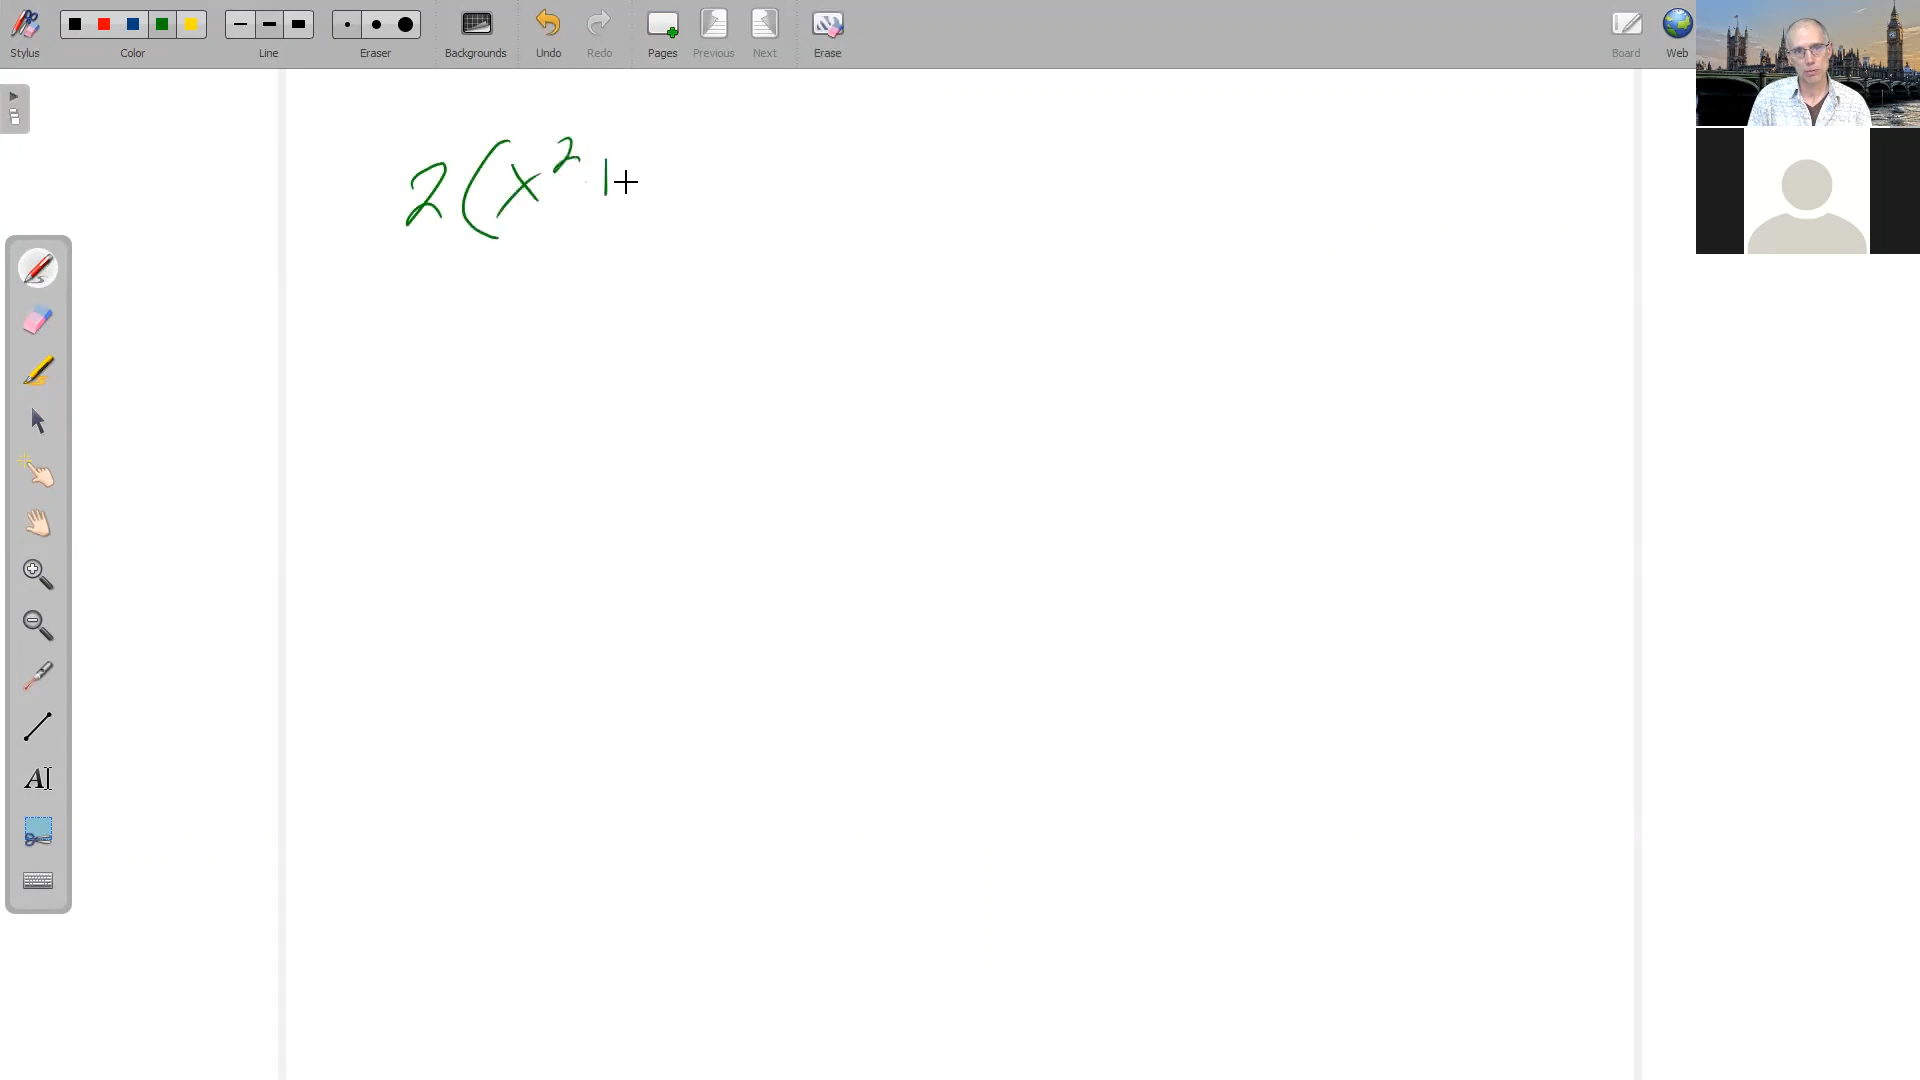 Stylus Color Line Eraser Backgrounds Undo Redo Pages Previous Next Erase Board Web
2(x²
A